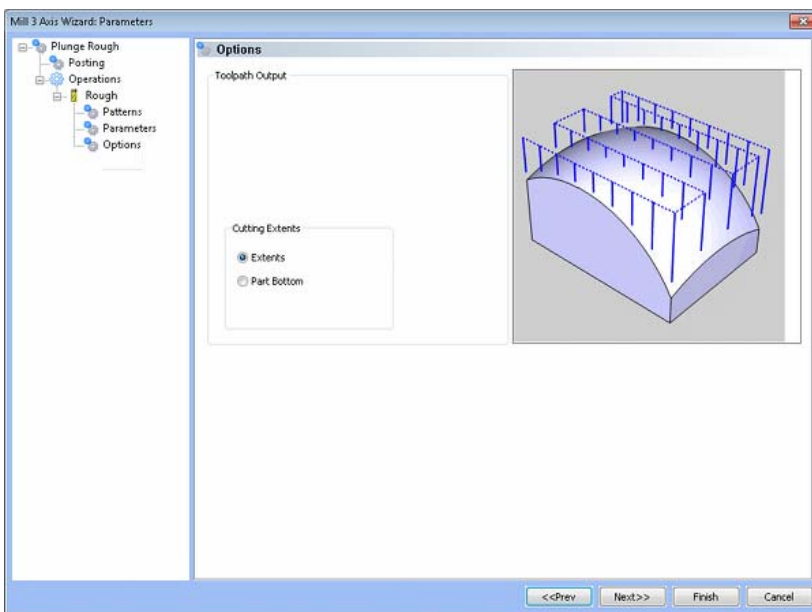 Mill 3 Axis Wizard: Parameters
Plunge Rough
Posting
Operations
Rough
Patterns
Parameters
Options
Options
Toolpath Output
Cutting Extents
Extents
Part Bottom
<<Prev
Next>>
Finish
Cancel